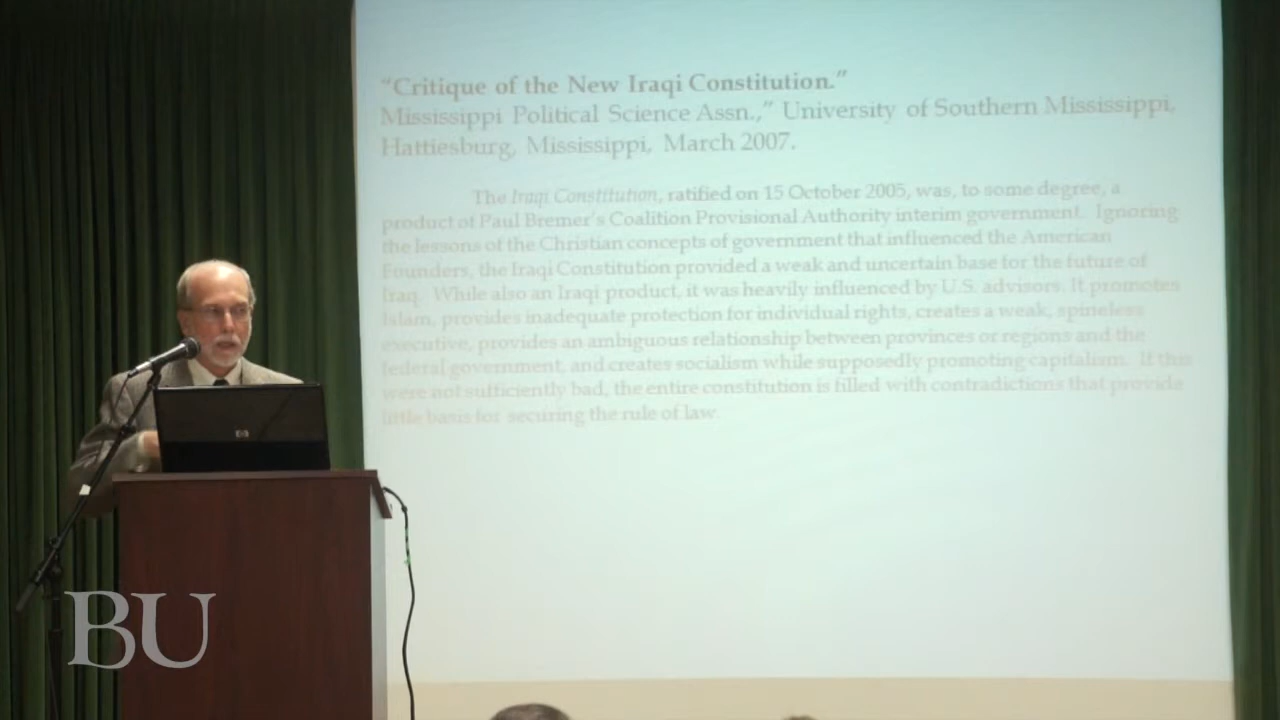 “Critique of the New Iraqi Constitution.”
Mississippi Political Science Assn.,” University of Southern Mississippi,
Hattiesburg, Mississippi, March 2007.
The Iraqi Constitution, ratified on 15 October 2005, was, to some degree, a
product of Paul Bremer’s Coalition Provisional Authority interim government. Ignoring
the lessons of the Christian concepts of government that influenced the American
Founders, the Iraqi Constitution provided a weak and uncertain base for the future of
Iraq. While also an Iraqi product, it was heavily influenced by U.S. advisors. It promotes
Islam, provides inadequate protection for individual rights, creates a weak, spineless
executive, provides an ambiguous relationship between provinces or regions and the
federal government, and creates socialism while supposedly promoting capitalism. If this
were not sufficiently bad, the entire constitution is filled with contradictions that provide
little basis for securing the rule of law.
hp
BU